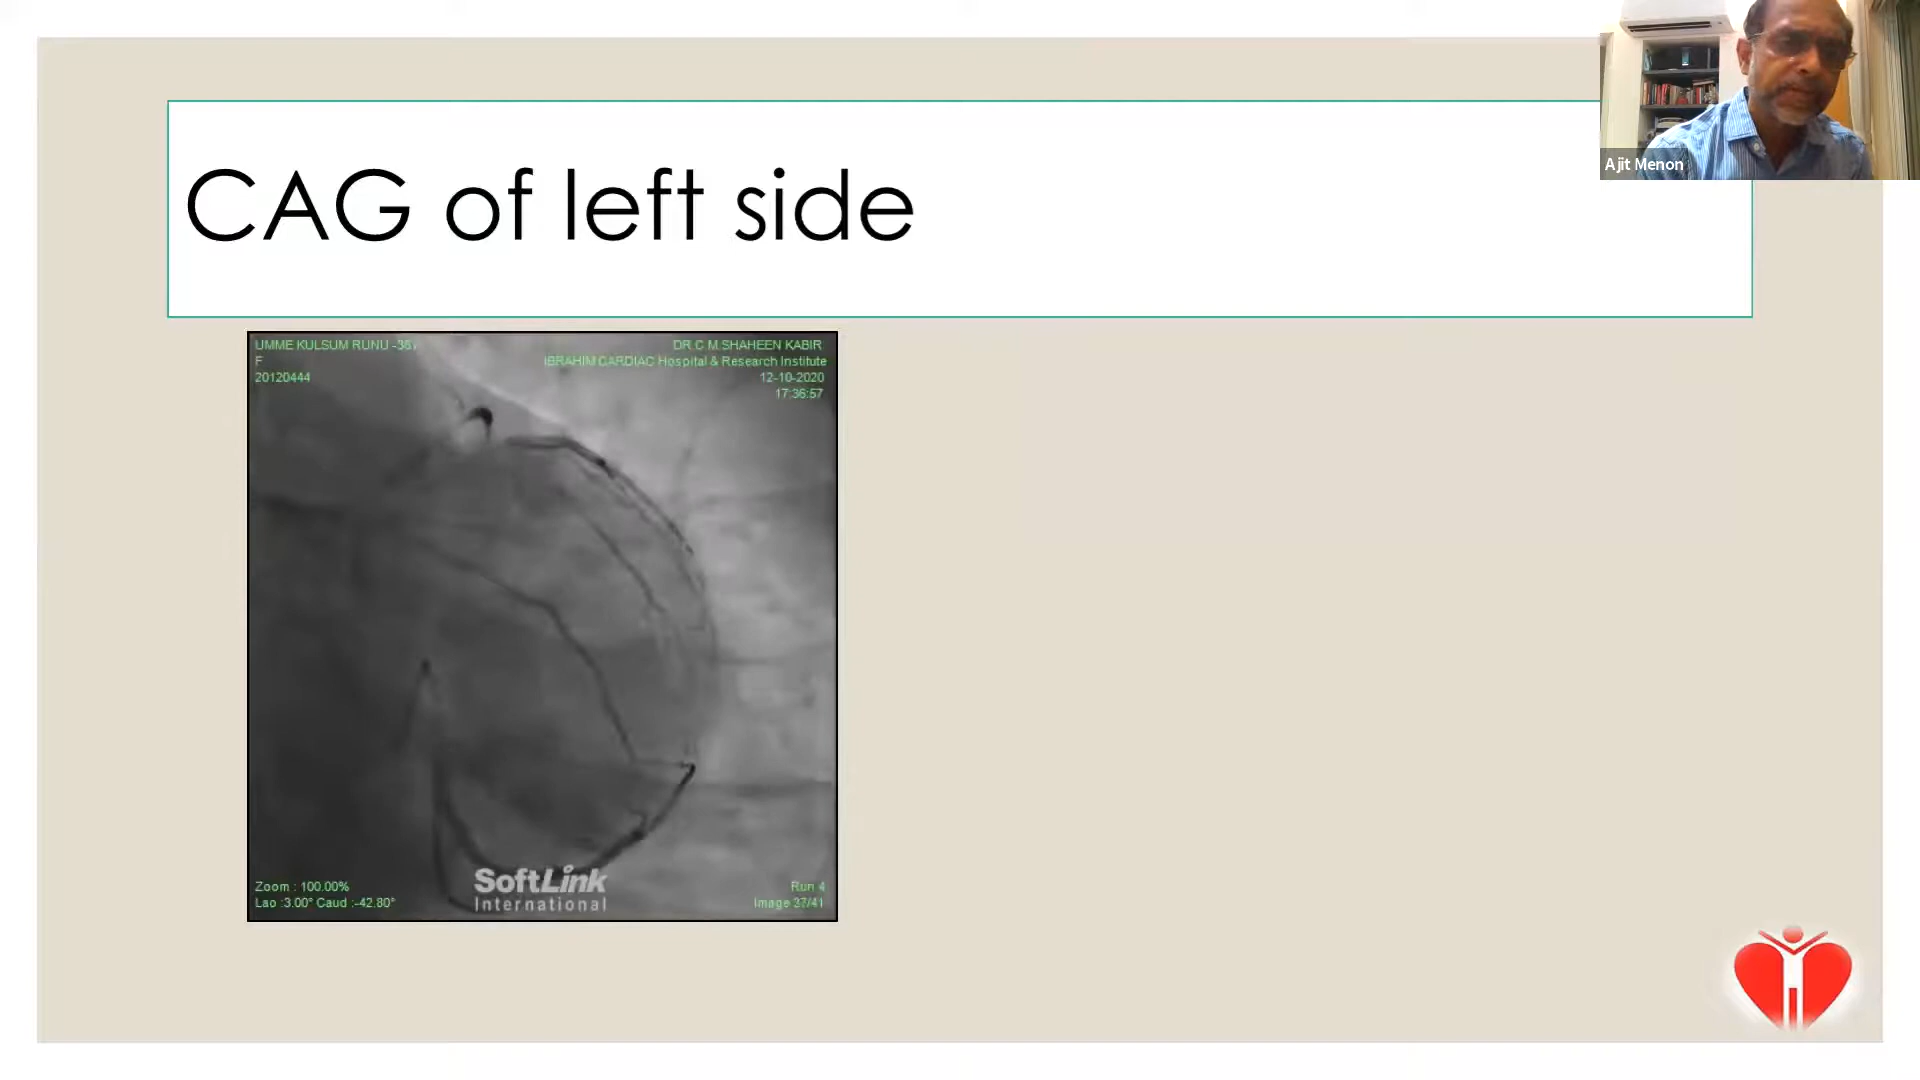 CAG of left side
Ajit Menon
UMME KULSUM RUNU
F
20120444
DR.C M.SHAHEEN KABIR
IBRAHIM CARDIAC Hospital & Research Institute
12-10-2020
17:36:57
SoftLink
International
Zoom : 100.00%
Lao :3.00° Caud :-42.80°
Run 4
Image 37/41